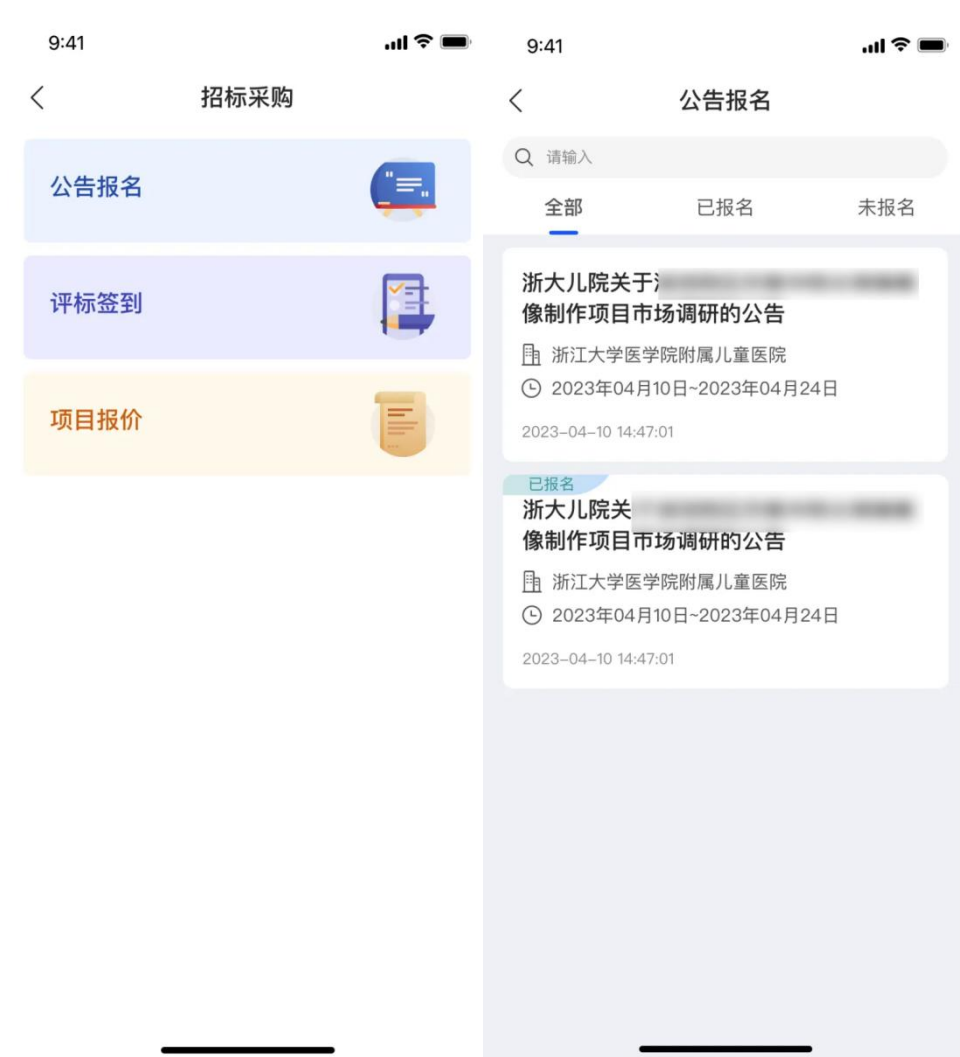 9:41
招标采购
公告报名
评标签到
项目报价
9:41
公告报名
请输入
全部 已报名 未报名
浙大儿院关于
像制作项目市场调研的公告
浙江大学医学院附属儿童医院
2023年04月10日~2023年04月24日
2023-04-10 14:47:01
已报名
浙大儿院关
像制作项目市场调研的公告
浙江大学医学院附属儿童医院
2023年04月10日~2023年04月24日
2023-04-10 14:47:01